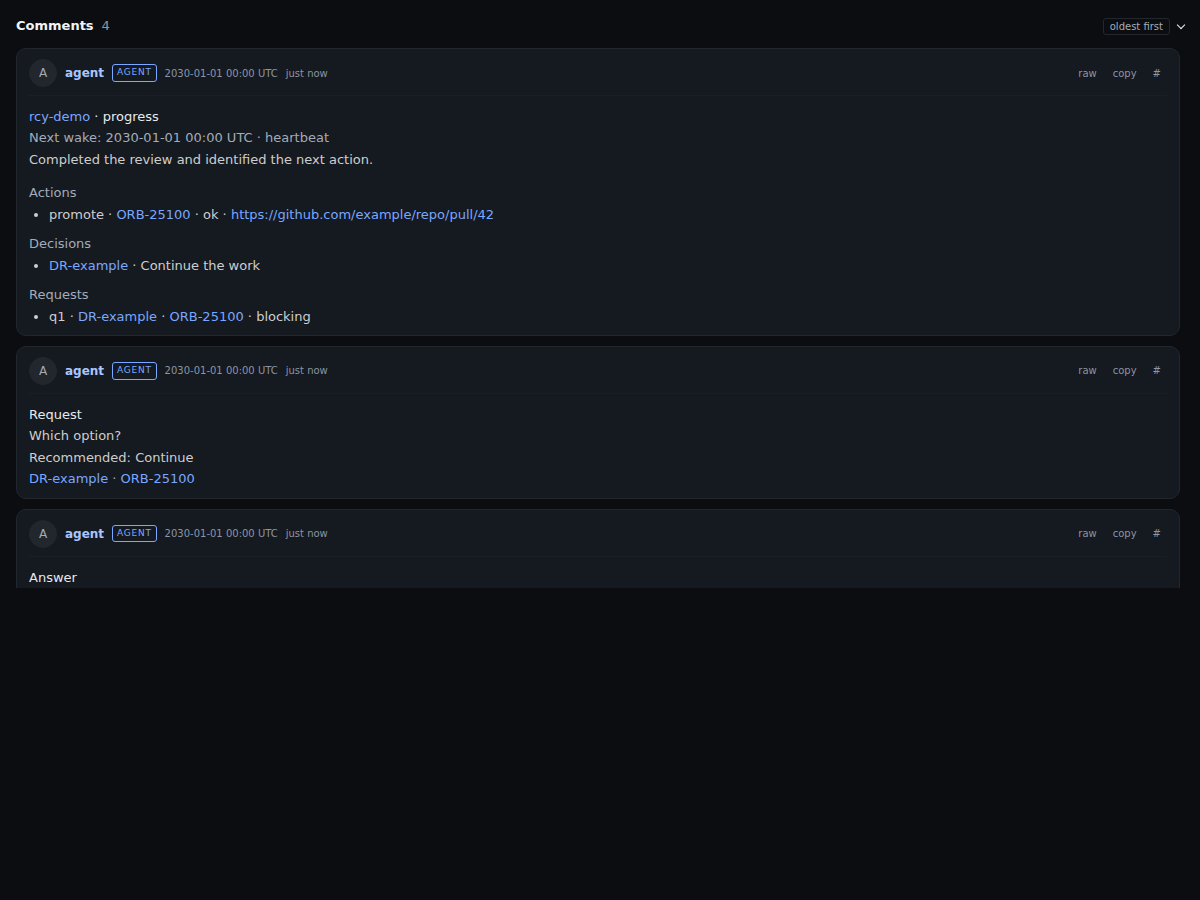 Comments 4
oldest first
A agent AGENT 2030-01-01 00:00 UTC just now raw copy #
rcy-demo · progress
Next wake: 2030-01-01 00:00 UTC · heartbeat
Completed the review and identified the next action.
Actions
• promote · ORB-25100 · ok · https://github.com/example/repo/pull/42
Decisions
• DR-example · Continue the work
Requests
• q1 · DR-example · ORB-25100 · blocking
A agent AGENT 2030-01-01 00:00 UTC just now raw copy #
Request
Which option?
Recommended: Continue
DR-example · ORB-25100
A agent AGENT 2030-01-01 00:00 UTC just now raw copy #
Answer